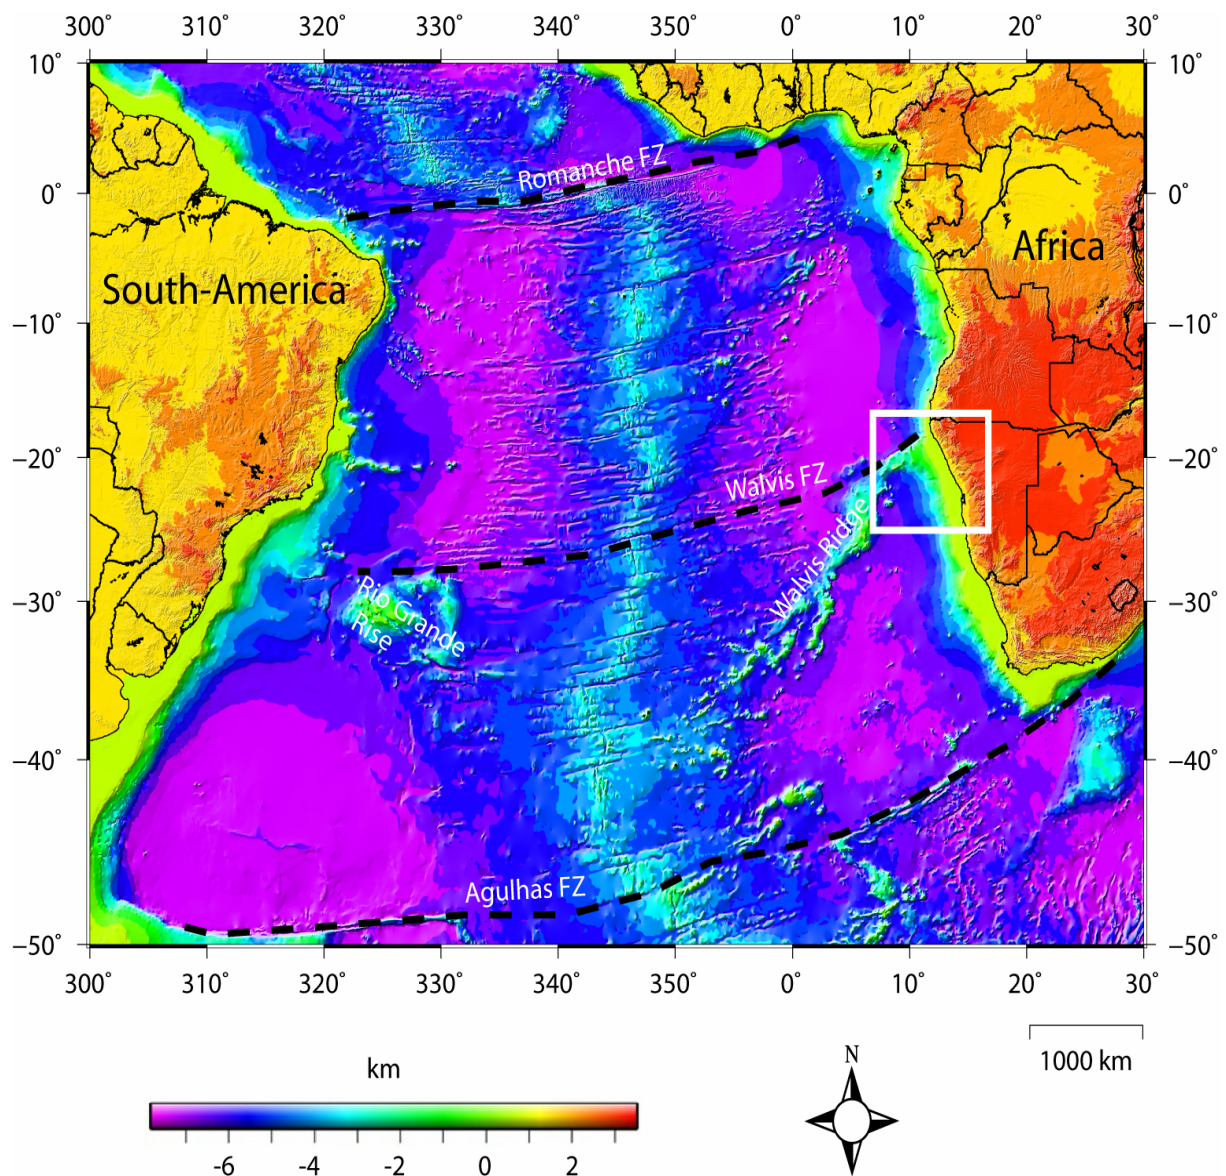 300° 310° 320° 330° 340° 350° 0° 10° 20° 30°
10° 10°
Romanche FZ
0° 0°
South-America
Africa
−10° −10°
−20° −20°
Walvis FZ
Walvis Ridge
−30° −30°
Rio Grande
Rise
−40° −40°
Agulhas FZ
−50° −50°
300° 310° 320° 330° 340° 350° 0° 10° 20° 30°
1000 km
km
N
-6 -4 -2 0 2